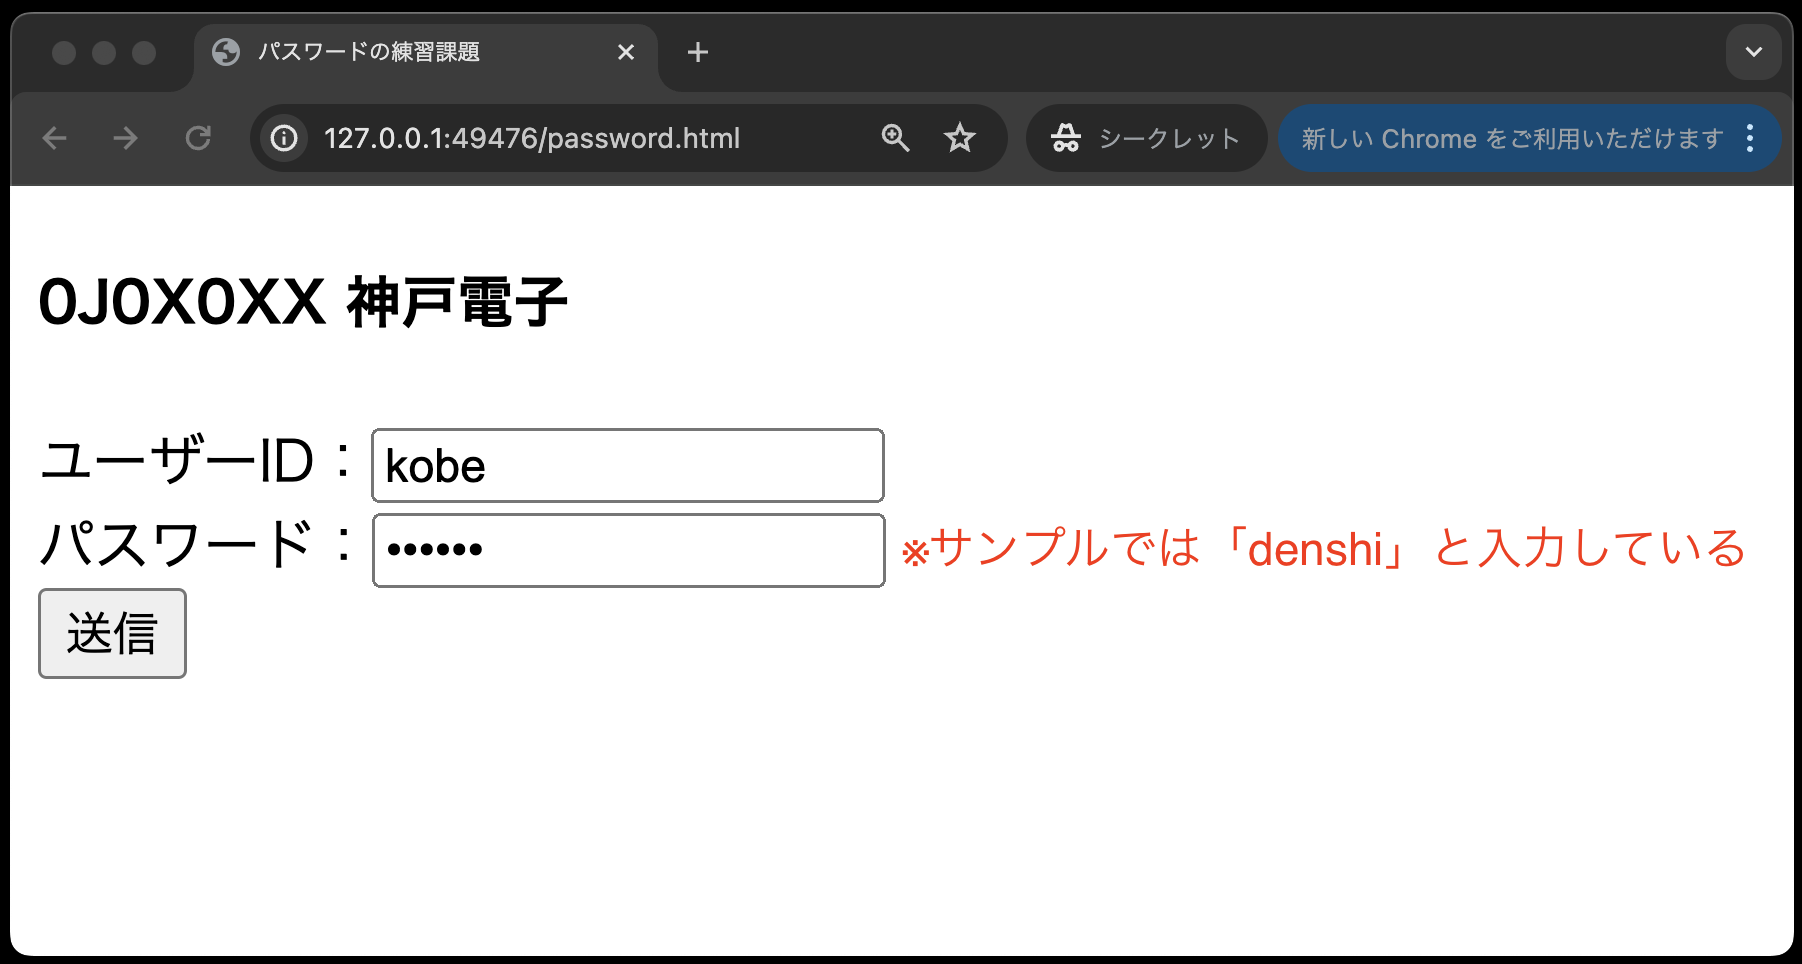 パスワードの練習課題
127.0.0.1:49476/password.html
シークレット
新しい Chrome をご利用いただけます
0J0X0XX 神戸電子
ユーザーID：kobe
パスワード：•••••• ※サンプルでは「denshi」と入力している
送信